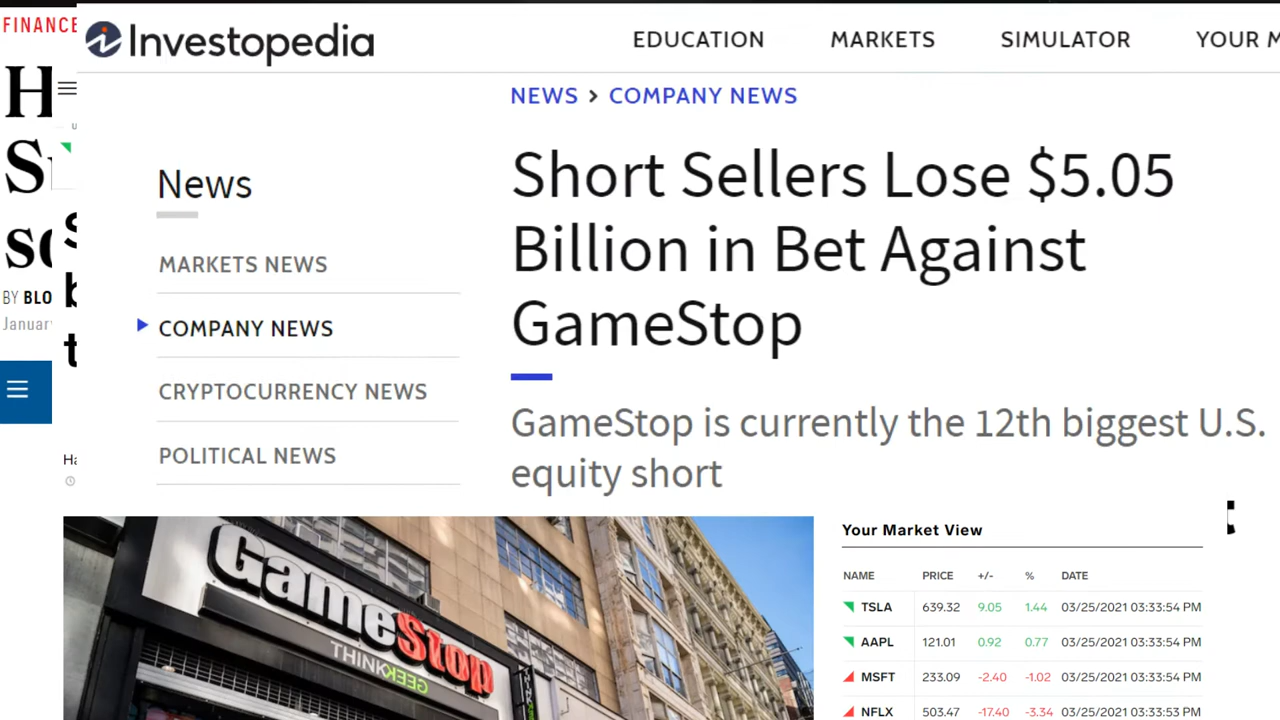 FINANCE
Investopedia
EDUCATION MARKETS SIMULATOR YOUR M
NEWS > COMPANY NEWS
H
S
so
BY BLO
Januar
News
MARKETS NEWS
COMPANY NEWS
CRYPTOCURRENCY NEWS
POLITICAL NEWS
Short Sellers Lose $5.05
Billion in Bet Against
GameStop
GameStop is currently the 12th biggest U.S.
equity short
S
b
t
Ha
GameStop
THINKGEEK
Your Market View
NAME PRICE +/- % DATE
TSLA 639.32 9.05 1.44 03/25/2021 03:33:54 PM
AAPL 121.01 0.92 0.77 03/25/2021 03:33:54 PM
MSFT 233.09 -2.40 -1.02 03/25/2021 03:33:54 PM
NFLX 503.47 -17.40 -3.34 03/25/2021 03:33:53 PM